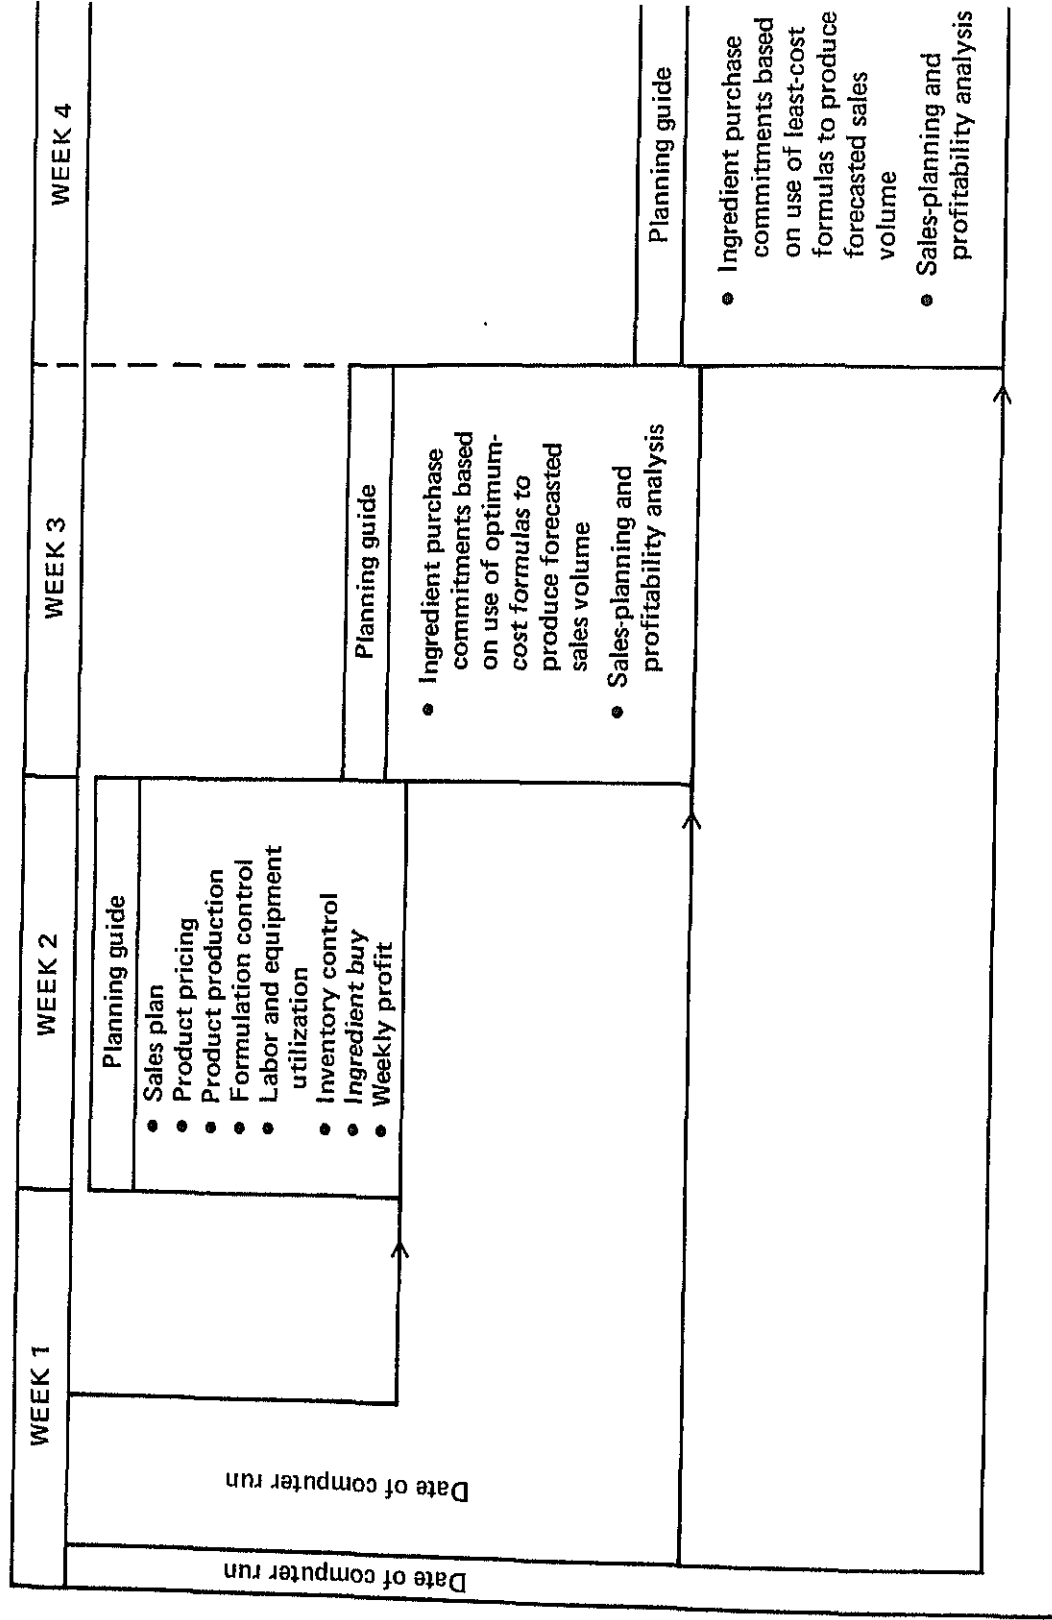 WEEK 1
WEEK 2
WEEK 3
WEEK 4
Date of computer run
Date of computer run
Planning guide
• Sales plan
• Product pricing
• Product production
• Formulation control
• Labor and equipment
utilization
• Inventory control
• Ingredient buy
• Weekly profit
Planning guide
• Ingredient purchase
commitments based
on use of optimum-
cost formulas to
produce forecasted
sales volume
• Sales-planning and
profitability analysis
Planning guide
• Ingredient purchase
commitments based
on use of least-cost
formulas to produce
forecasted sales
volume
• Sales-planning and
profitability analysis